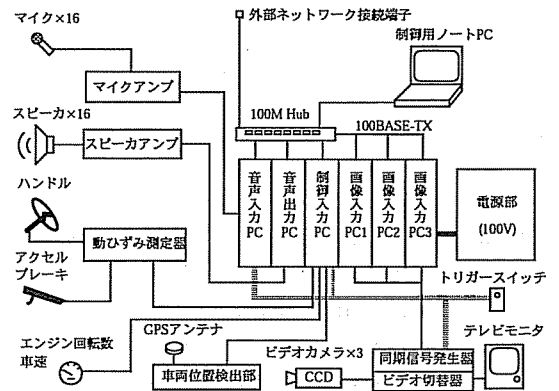 マイク×16
外部ネットワーク接続端子
制御用ノートPC
マイクアンプ
100M Hub
100BASE-TX
スピーカ×16
スピーカアンプ
音声入力PC
音声出力PC
制御入力PC
画像入力PC1
画像入力PC2
画像入力PC3
電源部
(100V)
ハンドル
動ひずみ測定器
アクセル
ブレーキ
トリガースイッチ
GPSアンテナ
エンジン回転数
車速
車両位置検出部
ビデオカメラ×3
CCD
同期信号発生器
ビデオ切替器
テレビモニタ